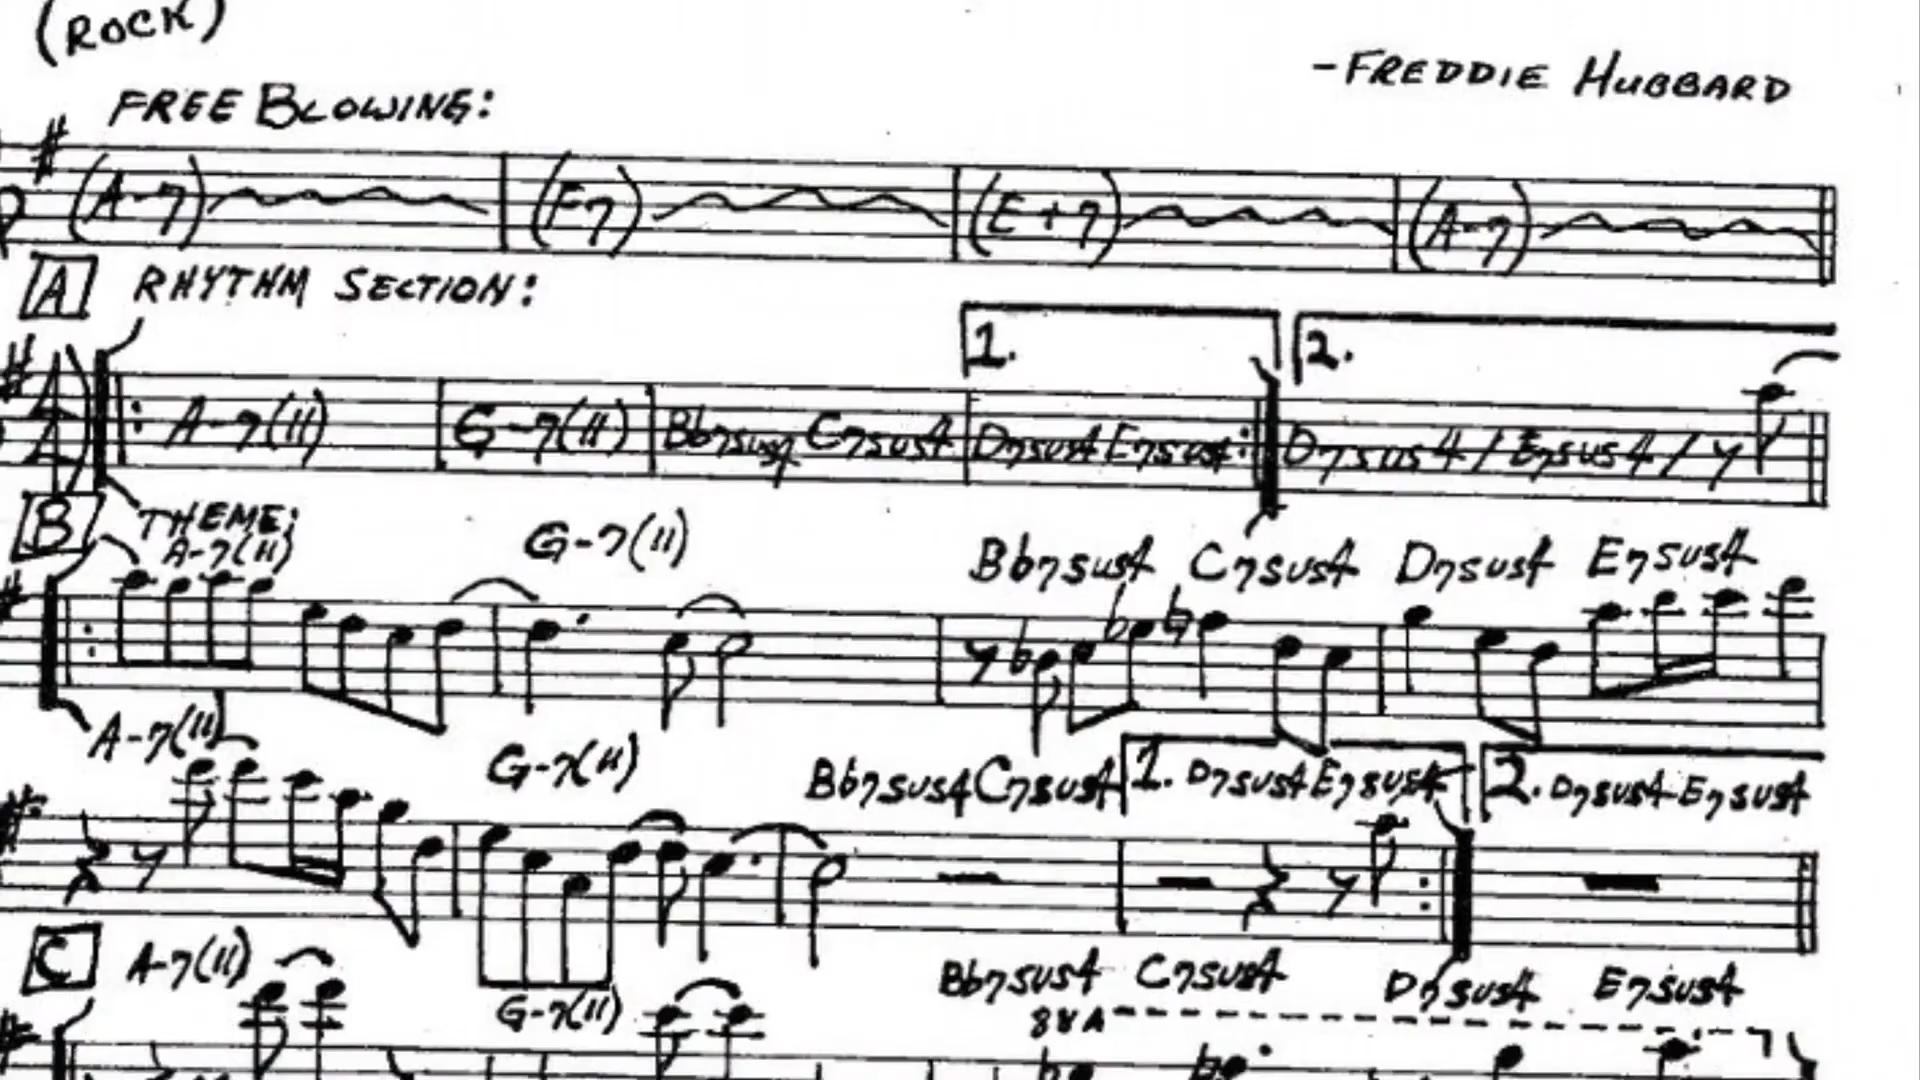 (ROCK)
-FREDDIE HUBBARD
FREE BLOWING:
(A-7) (F7) (E+7) (A-7)
A RHYTHM SECTION:
1. 2.
4
4
A-7(11) G-7(11) Bb7sus4 C7sus4 D7sus4 E7sus4 D7sus4 / E7sus4 /
B THEME:
A-7(11) G-7(11) Bb7sus4 C7sus4 D7sus4 E7sus4
A-7(11) G-7(11) Bb7sus4 C7sus4 1. D7sus4 E7sus4 2. D7sus4 E7sus4
C A-7(11) G-7(11) Bb7sus4 C7sus4 D7sus4 E7sus4
8VA